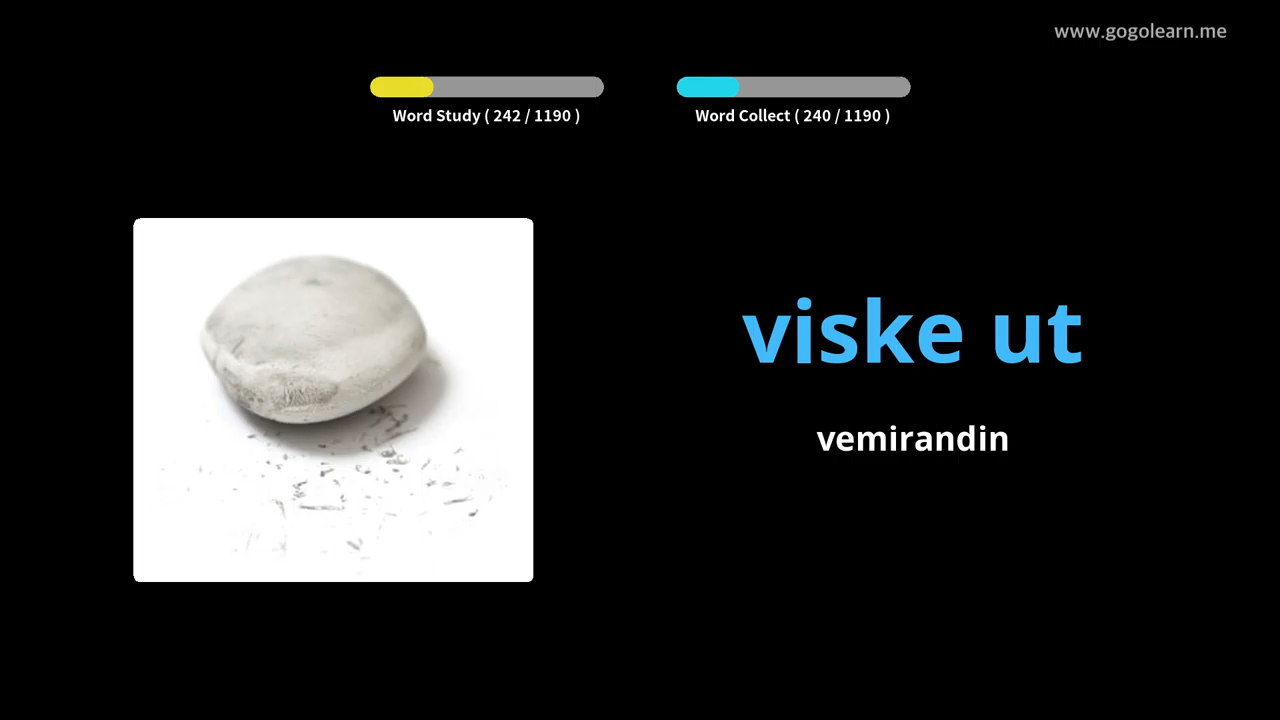 www.gogolearn.me
Word Study ( 242 / 1190 )
Word Collect ( 240 / 1190 )
viske ut
vemirandin